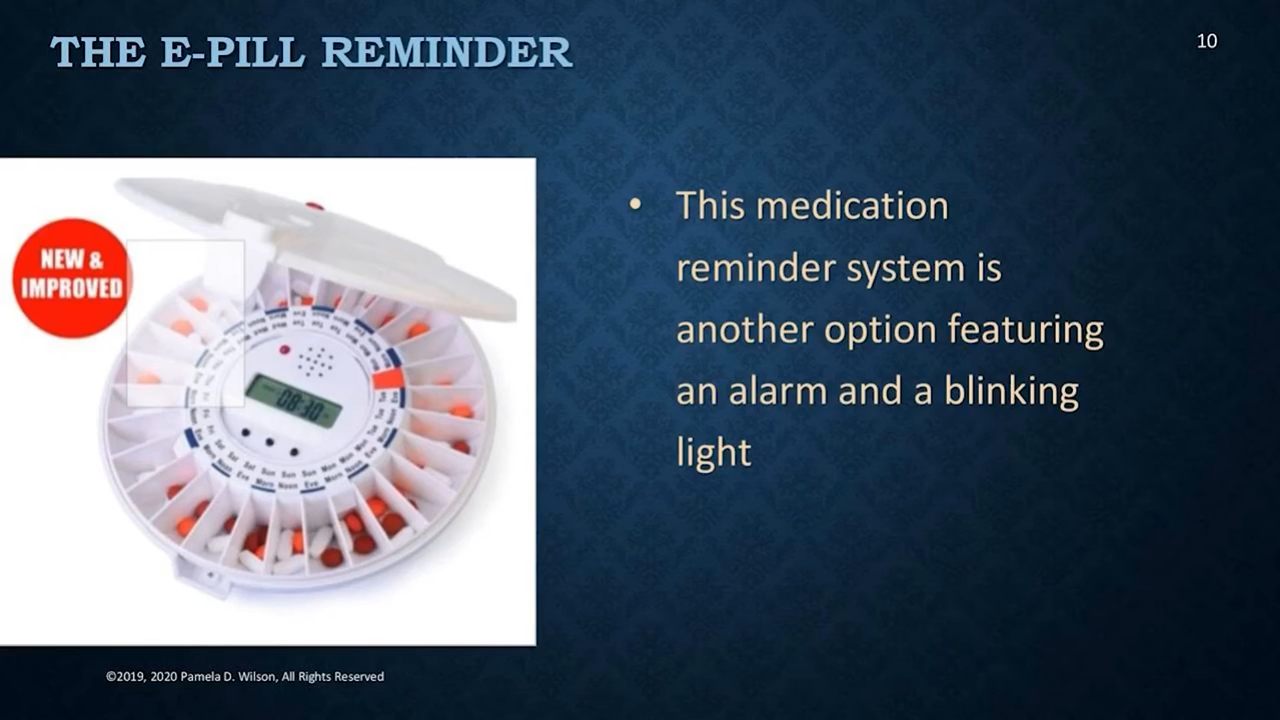 THE E-PILL REMINDER
10
NEW &
IMPROVED
08:30
• This medication
reminder system is
another option featuring
an alarm and a blinking
light
©2019, 2020 Pamela D. Wilson, All Rights Reserved